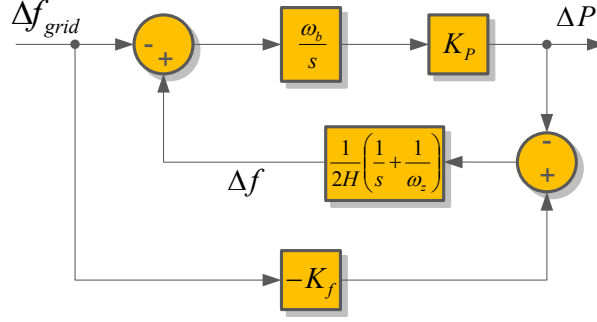 Δf_grid
-
+
ω_b/s
K_P
ΔP
-
+
1/2H (1/s + 1/ω_z)
Δf
−K_f